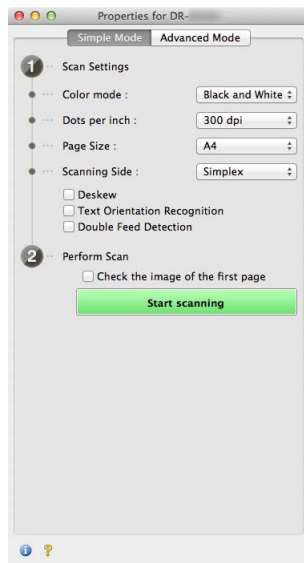 Properties for DR-
Simple Mode Advanced Mode
1 Scan Settings
Color mode : Black and White
Dots per inch : 300 dpi
Page Size : A4
Scanning Side : Simplex
Deskew
Text Orientation Recognition
Double Feed Detection
2 Perform Scan
Check the image of the first page
Start scanning